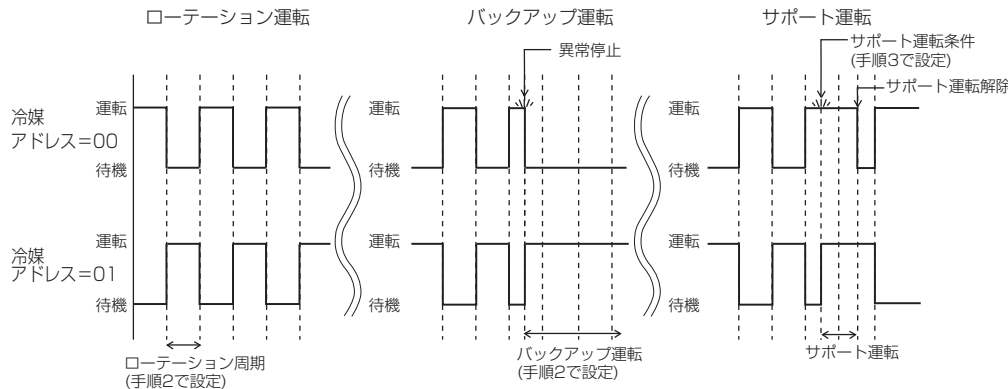 ローテーション運転
バックアップ運転
サポート運転
異常停止
サポート運転条件
(手順3で設定)
サポート運転解除
冷媒
アドレス=00
運転
待機
運転
待機
運転
待機
冷媒
アドレス=01
運転
待機
運転
待機
運転
待機
ローテーション周期
(手順2で設定)
バックアップ運転
(手順2で設定)
サポート運転